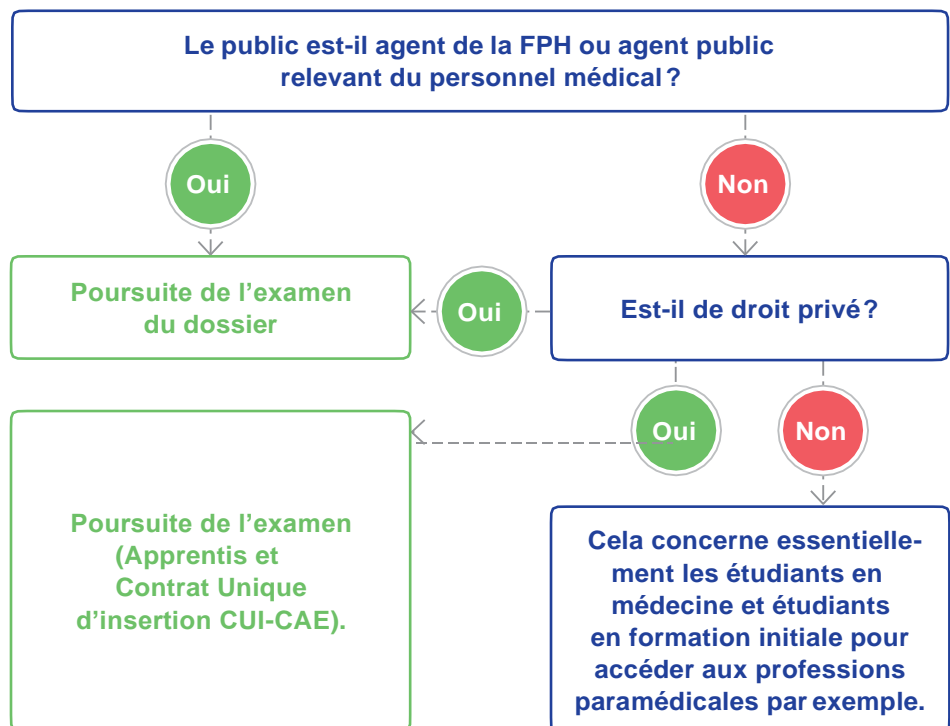 Le public est-il agent de la FPH ou agent public
relevant du personnel médical ?
Oui
Non
Poursuite de l'examen
du dossier
Oui
Est-il de droit privé ?
Oui
Non
Poursuite de l'examen
(Apprentis et
Contrat Unique
d'insertion CUI-CAE).
Cela concerne essentielle-
ment les étudiants en
médecine et étudiants
en formation initiale pour
accéder aux professions
paramédicales par exemple.